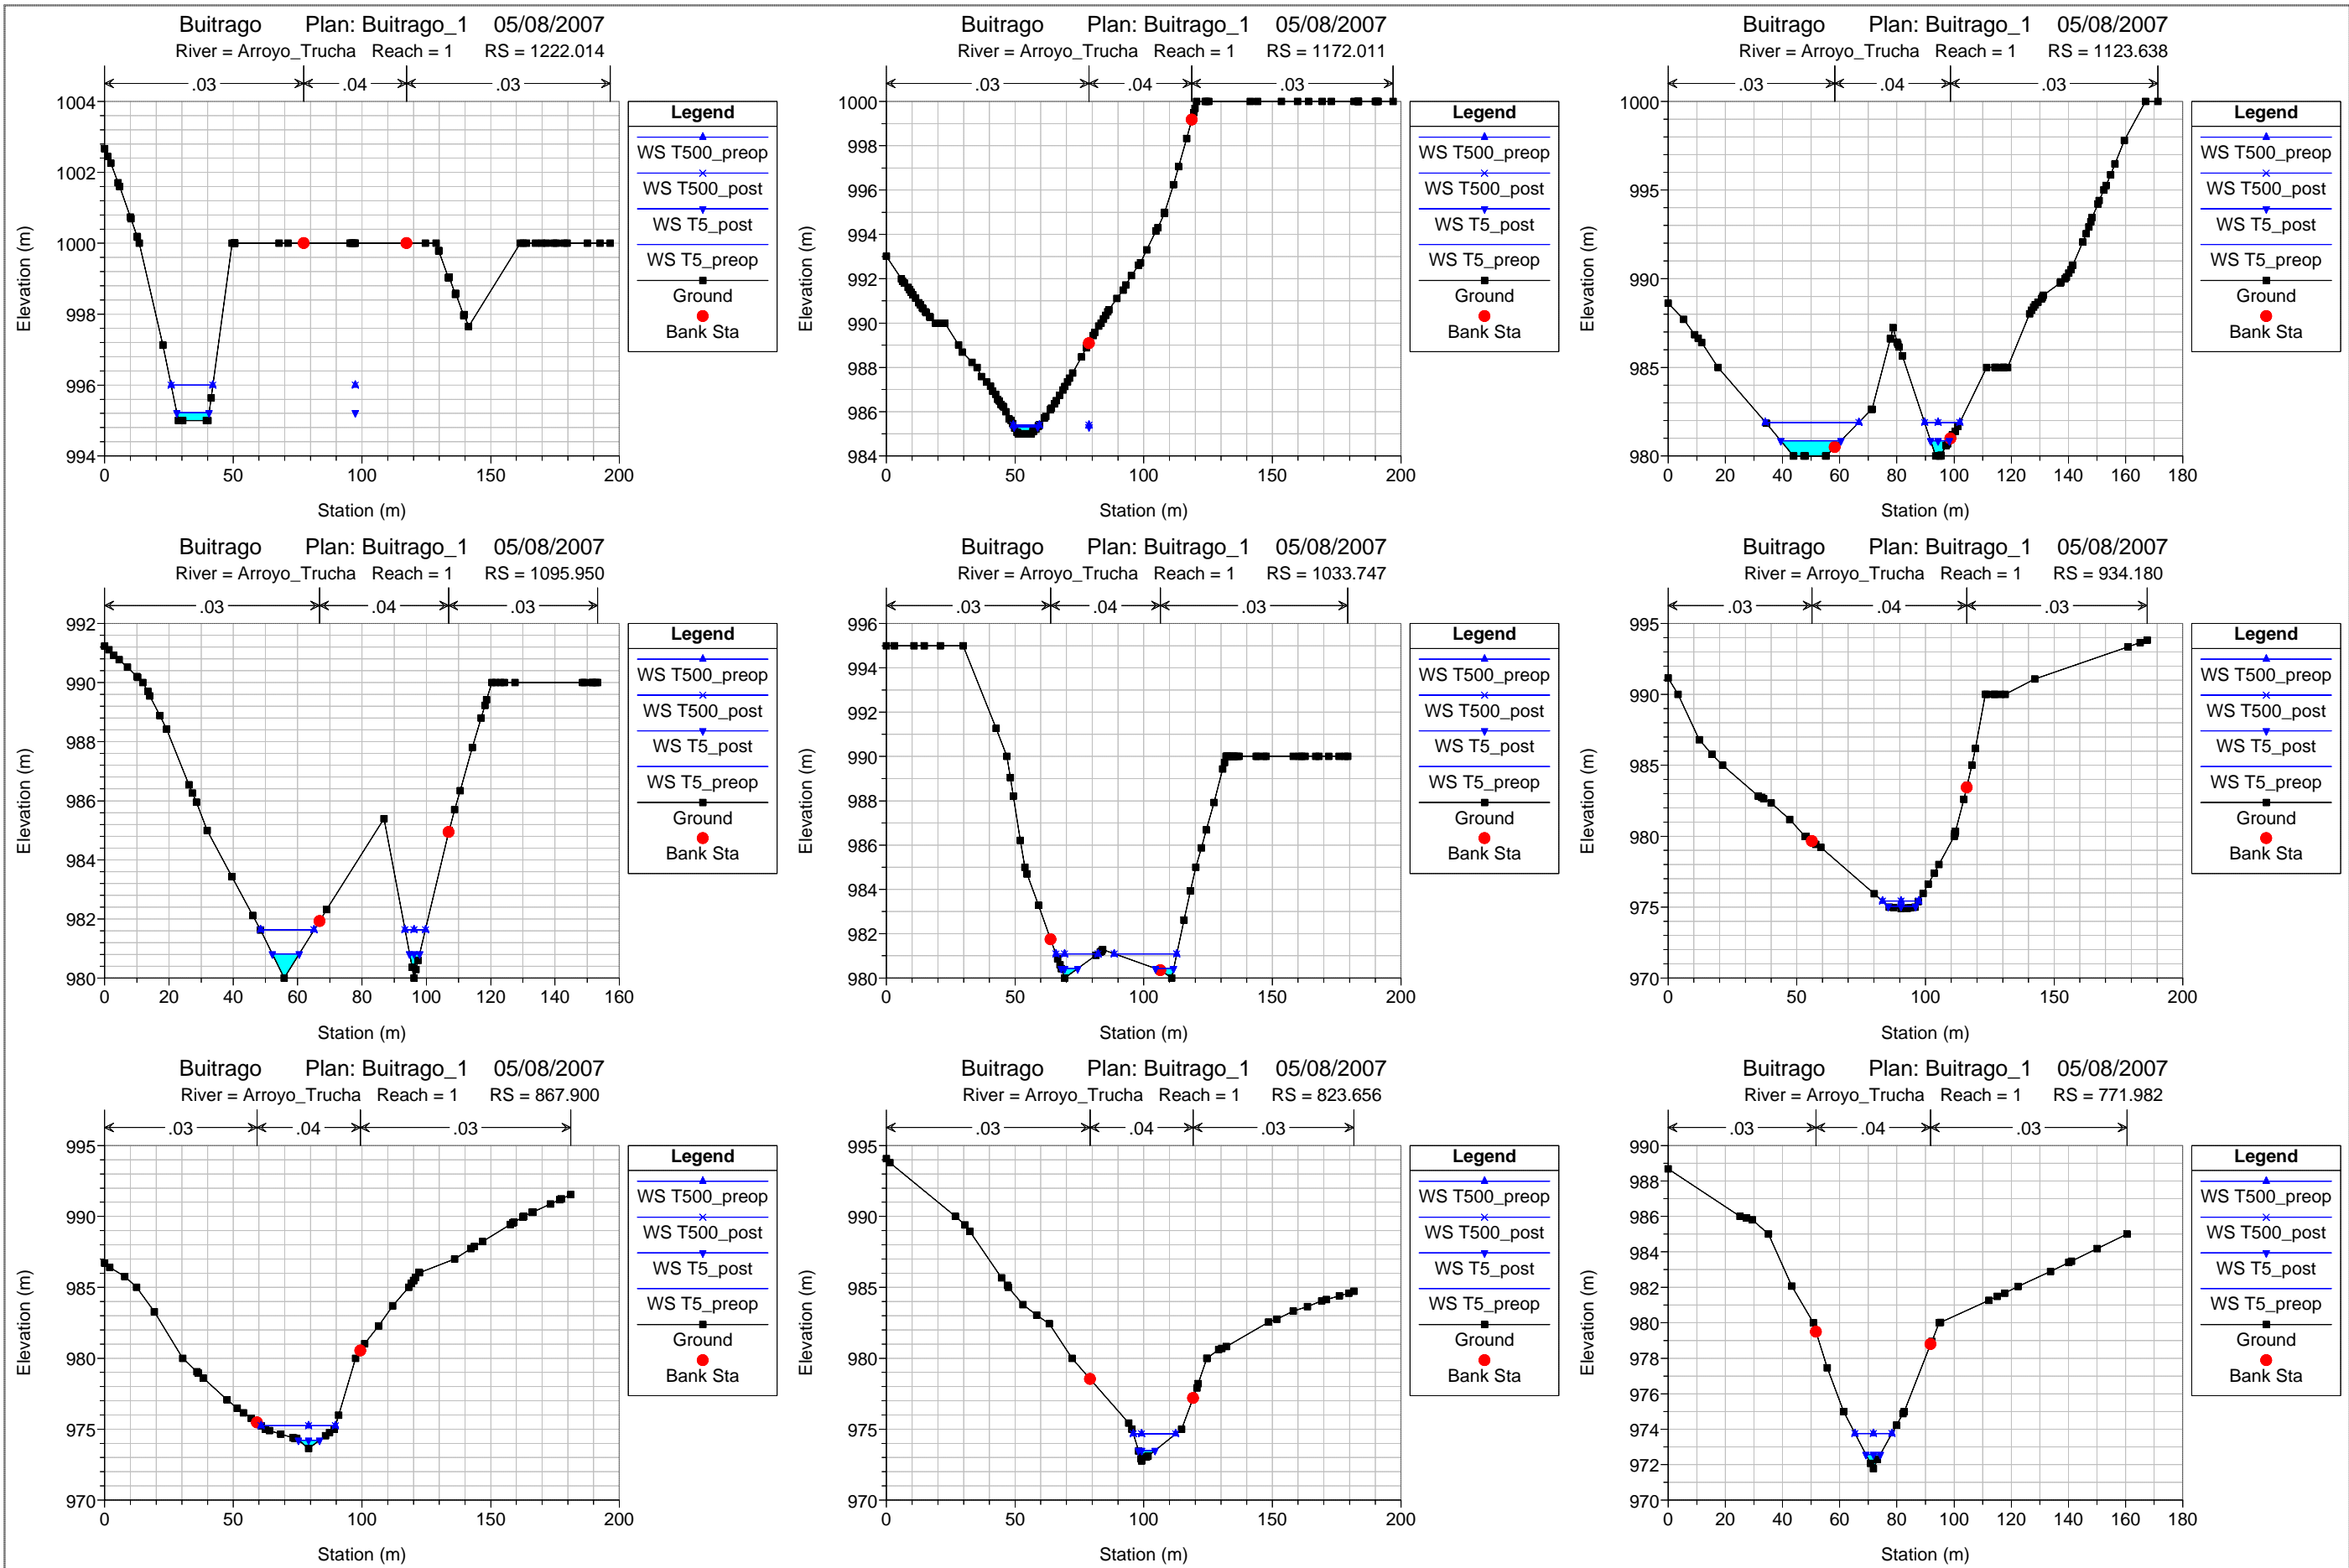 Buitrago Plan: Buitrago_1 05/08/2007
River = Arroyo_Trucha Reach = 1 RS = 1222.014
.03 .04 .03
Elevation (m)
1004
1002
1000
998
996
994
0 50 100 150 200
Station (m)
Legend
WS T500_preop
WS T500_post
WS T5_post
WS T5_preop
Ground
Bank Sta
Buitrago Plan: Buitrago_1 05/08/2007
River = Arroyo_Trucha Reach = 1 RS = 1172.011
.03 .04 .03
Elevation (m)
1000
998
996
994
992
990
988
986
984
0 50 100 150 200
Station (m)
Legend
WS T500_preop
WS T500_post
WS T5_post
WS T5_preop
Ground
Bank Sta
Buitrago Plan: Buitrago_1 05/08/2007
River = Arroyo_Trucha Reach = 1 RS = 1123.638
.03 .04 .03
Elevation (m)
1000
995
990
985
980
0 20 40 60 80 100 120 140 160 180
Station (m)
Legend
WS T500_preop
WS T500_post
WS T5_post
WS T5_preop
Ground
Bank Sta
Buitrago Plan: Buitrago_1 05/08/2007
River = Arroyo_Trucha Reach = 1 RS = 1095.950
.03 .04 .03
Elevation (m)
992
990
988
986
984
982
980
0 20 40 60 80 100 120 140 160
Station (m)
Legend
WS T500_preop
WS T500_post
WS T5_post
WS T5_preop
Ground
Bank Sta
Buitrago Plan: Buitrago_1 05/08/2007
River = Arroyo_Trucha Reach = 1 RS = 1033.747
.03 .04 .03
Elevation (m)
996
994
992
990
988
986
984
982
980
0 50 100 150 200
Station (m)
Legend
WS T500_preop
WS T500_post
WS T5_post
WS T5_preop
Ground
Bank Sta
Buitrago Plan: Buitrago_1 05/08/2007
River = Arroyo_Trucha Reach = 1 RS = 934.180
.03 .04 .03
Elevation (m)
995
990
985
980
975
970
0 50 100 150 200
Station (m)
Legend
WS T500_preop
WS T500_post
WS T5_post
WS T5_preop
Ground
Bank Sta
Buitrago Plan: Buitrago_1 05/08/2007
River = Arroyo_Trucha Reach = 1 RS = 867.900
.03 .04 .03
Elevation (m)
995
990
985
980
975
970
0 50 100 150 200
Station (m)
Legend
WS T500_preop
WS T500_post
WS T5_post
WS T5_preop
Ground
Bank Sta
Buitrago Plan: Buitrago_1 05/08/2007
River = Arroyo_Trucha Reach = 1 RS = 823.656
.03 .04 .03
Elevation (m)
995
990
985
980
975
970
0 50 100 150 200
Station (m)
Legend
WS T500_preop
WS T500_post
WS T5_post
WS T5_preop
Ground
Bank Sta
Buitrago Plan: Buitrago_1 05/08/2007
River = Arroyo_Trucha Reach = 1 RS = 771.982
.03 .04 .03
Elevation (m)
990
988
986
984
982
980
978
976
974
972
970
0 20 40 60 80 100 120 140 160 180
Station (m)
Legend
WS T500_preop
WS T500_post
WS T5_post
WS T5_preop
Ground
Bank Sta